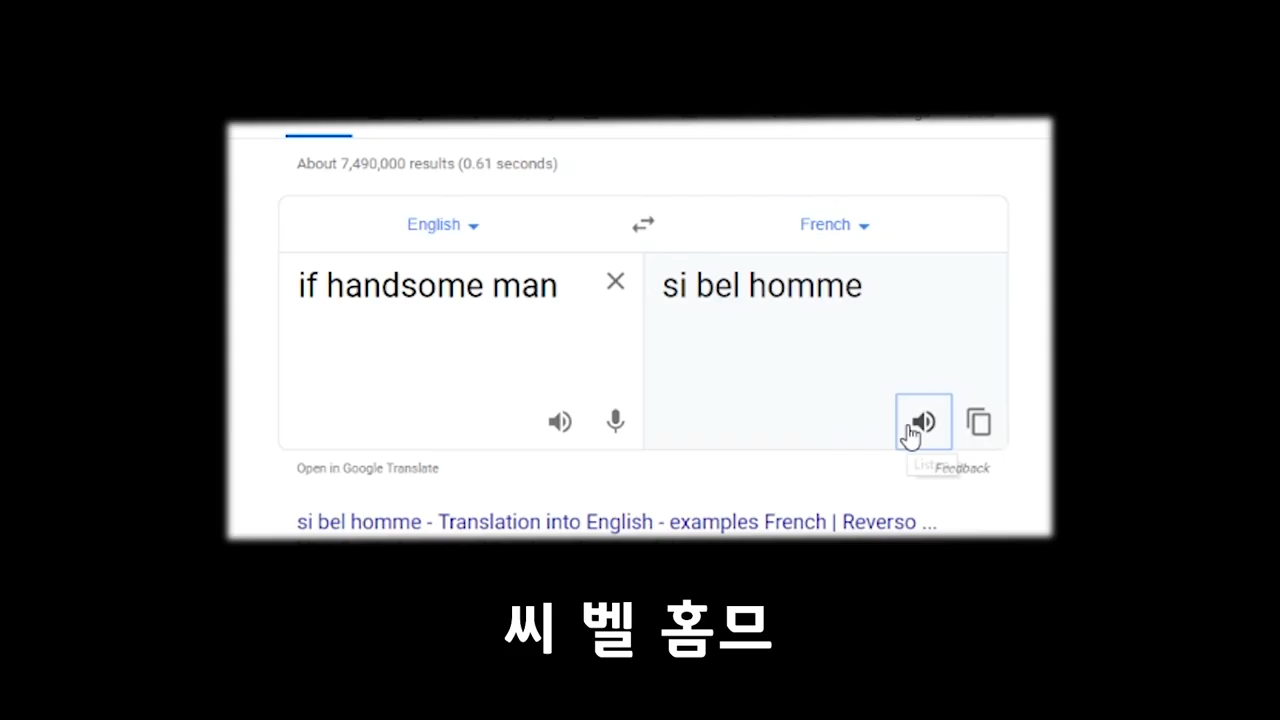 About 7,490,000 results (0.61 seconds)
English French
if handsome man si bel homme
Open in Google Translate Feedback
si bel homme - Translation into English - examples French | Reverso ...
씨 벨 홈므